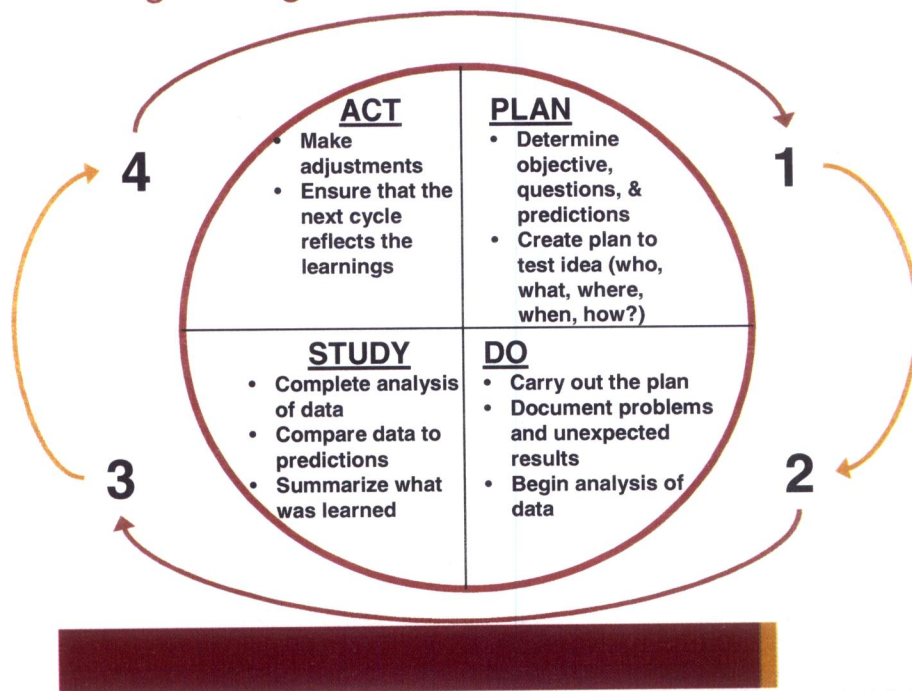 4
ACT
• Make
adjustments
• Ensure that the
next cycle
reflects the
learnings
PLAN
• Determine
objective,
questions, &
predictions
• Create plan to
test idea (who,
what, where,
when, how?)
1
3
STUDY
• Complete analysis
of data
• Compare data to
predictions
• Summarize what
was learned
DO
• Carry out the plan
• Document problems
and unexpected
results
• Begin analysis of
data
2